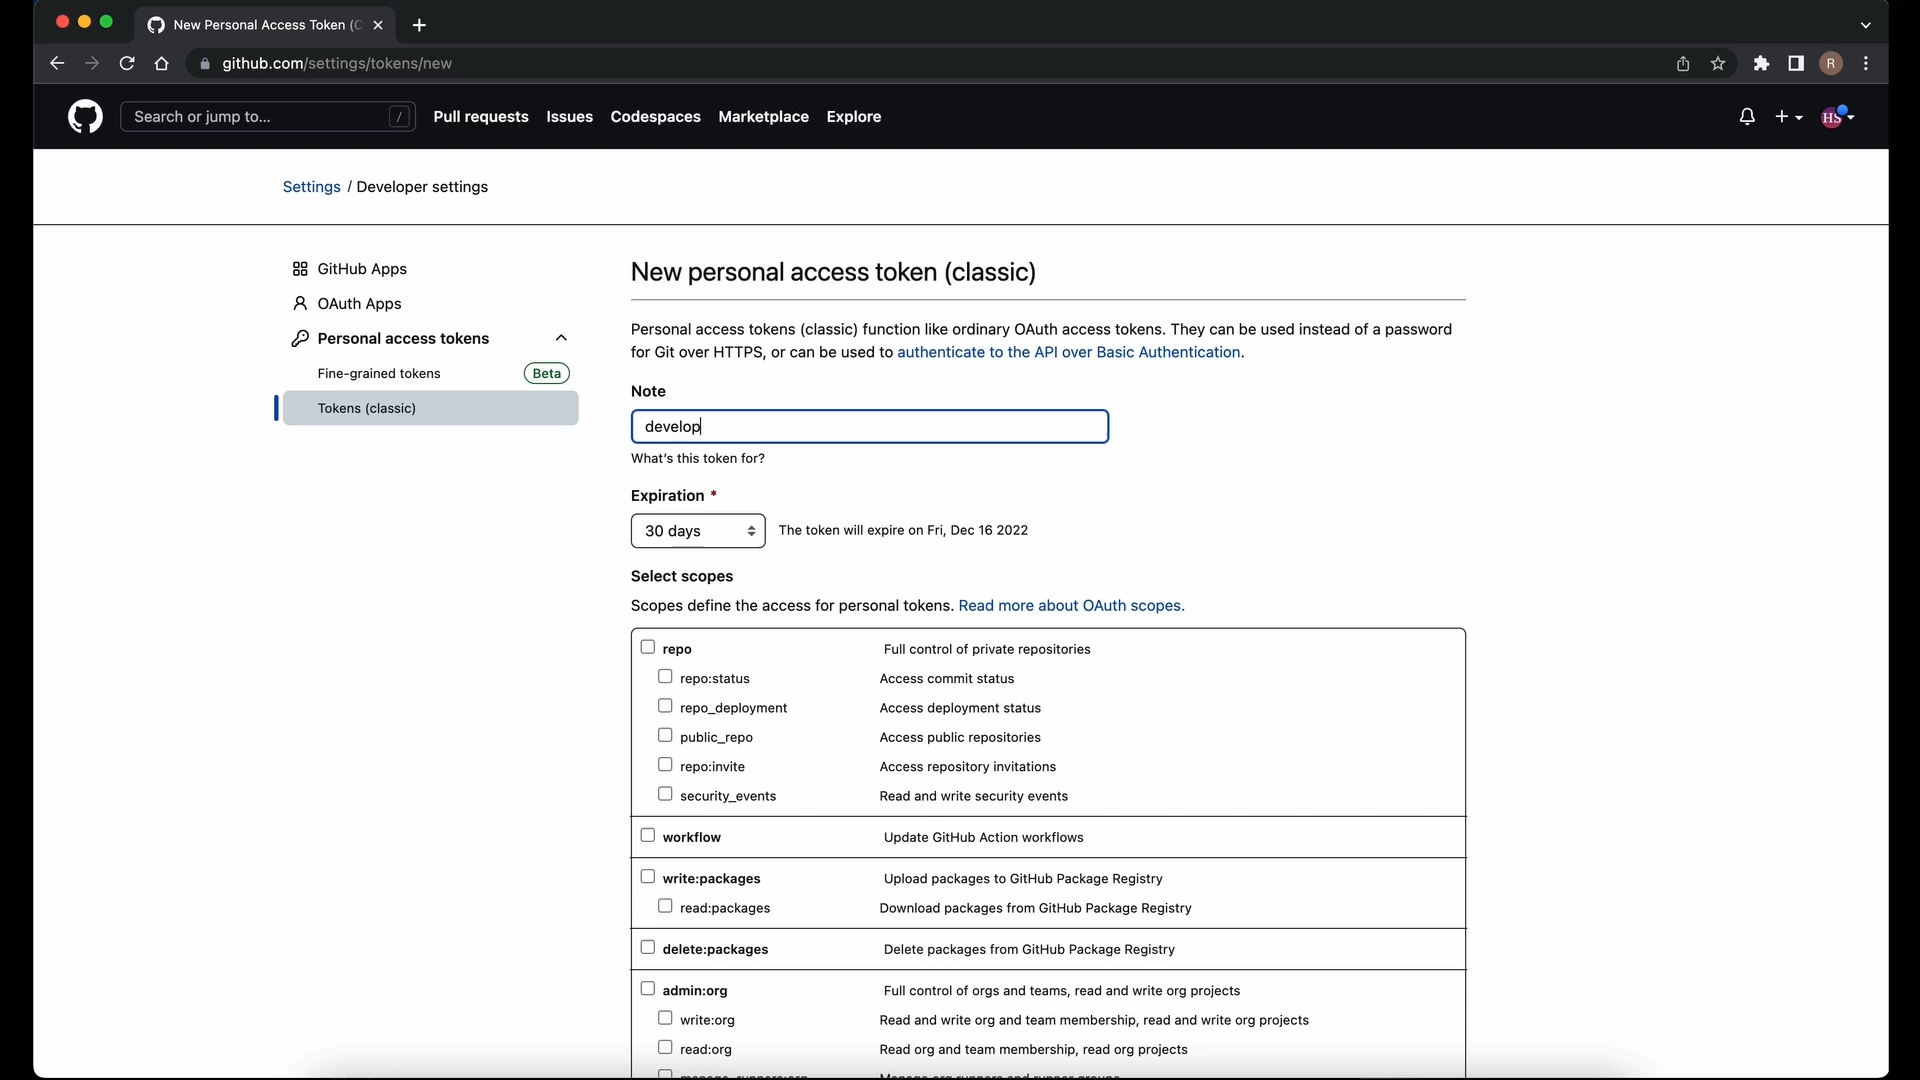 New Personal Access Token (C
github.com/settings/tokens/new
R
Search or jump to...
/
Pull requests
Issues
Codespaces
Marketplace
Explore
HS
Settings / Developer settings
GitHub Apps
OAuth Apps
Personal access tokens
Fine-grained tokens
Beta
Tokens (classic)
New personal access token (classic)
Personal access tokens (classic) function like ordinary OAuth access tokens. They can be used instead of a password
for Git over HTTPS, or can be used to authenticate to the API over Basic Authentication.
Note
develop
What's this token for?
Expiration *
30 days
The token will expire on Fri, Dec 16 2022
Select scopes
Scopes define the access for personal tokens. Read more about OAuth scopes.
repo Full control of private repositories
repo:status Access commit status
repo_deployment Access deployment status
public_repo Access public repositories
repo:invite Access repository invitations
security_events Read and write security events
workflow Update GitHub Action workflows
write:packages Upload packages to GitHub Package Registry
read:packages Download packages from GitHub Package Registry
delete:packages Delete packages from GitHub Package Registry
admin:org Full control of orgs and teams, read and write org projects
write:org Read and write org and team membership, read and write org projects
read:org Read org and team membership, read org projects
manage_runners:org Manage org runners and runner groups